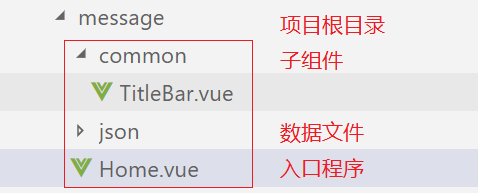 message 项目根目录
common 子组件
TitleBar.vue
json 数据文件
Home.vue 入口程序